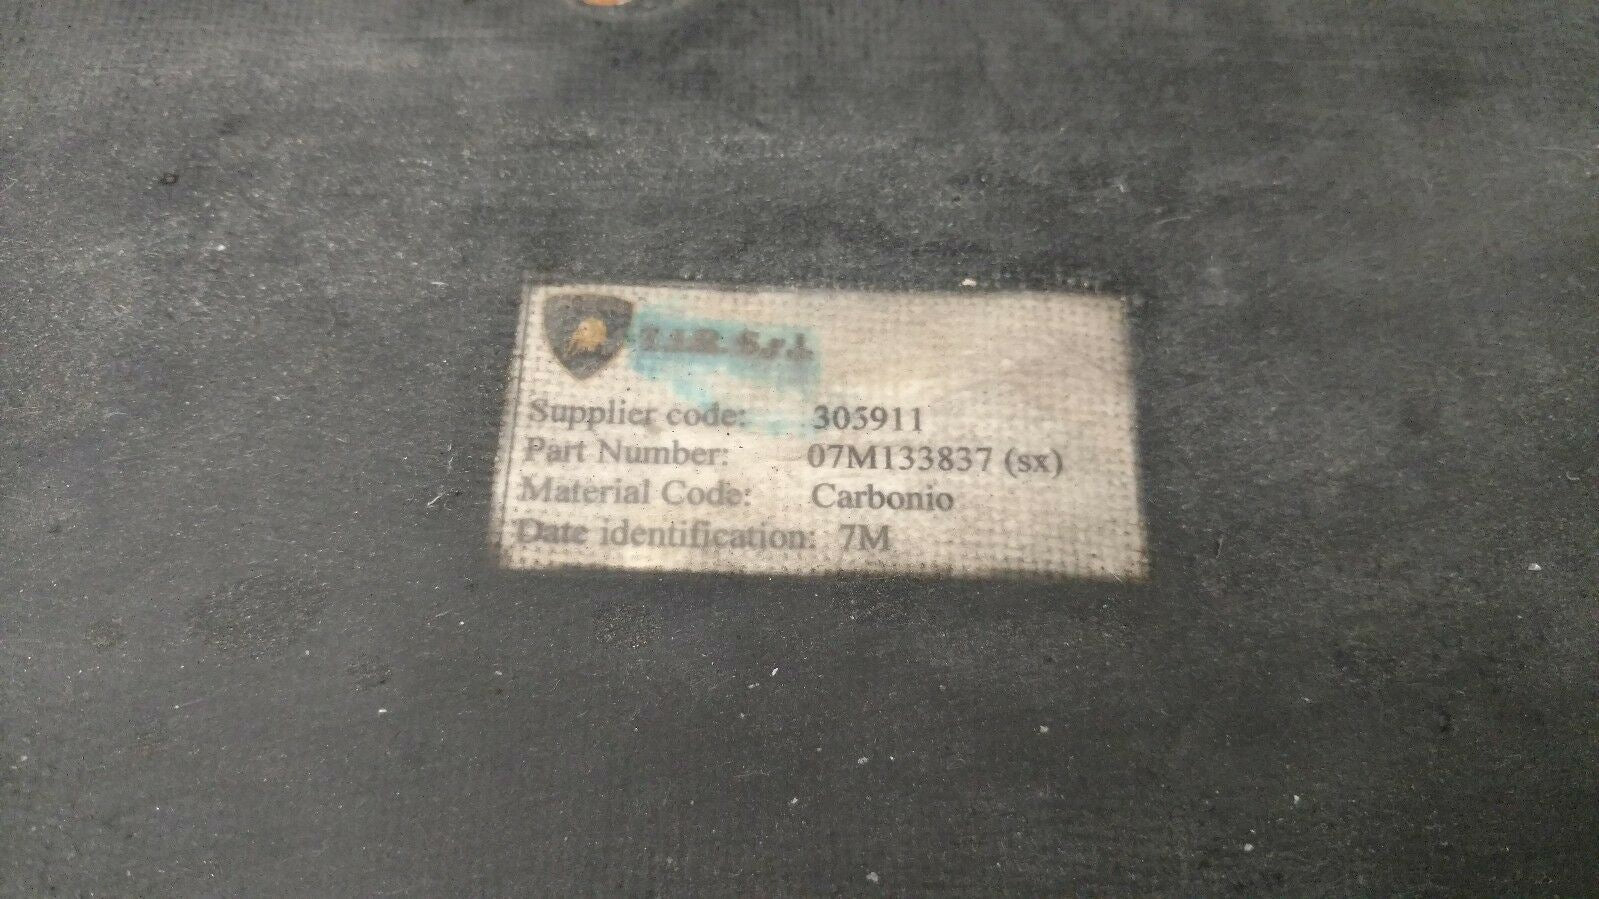 S.r.l.
Supplier code: 305911
Part Number: 07M133837 (sx)
Material Code: Carbonio
Date identification: 7M